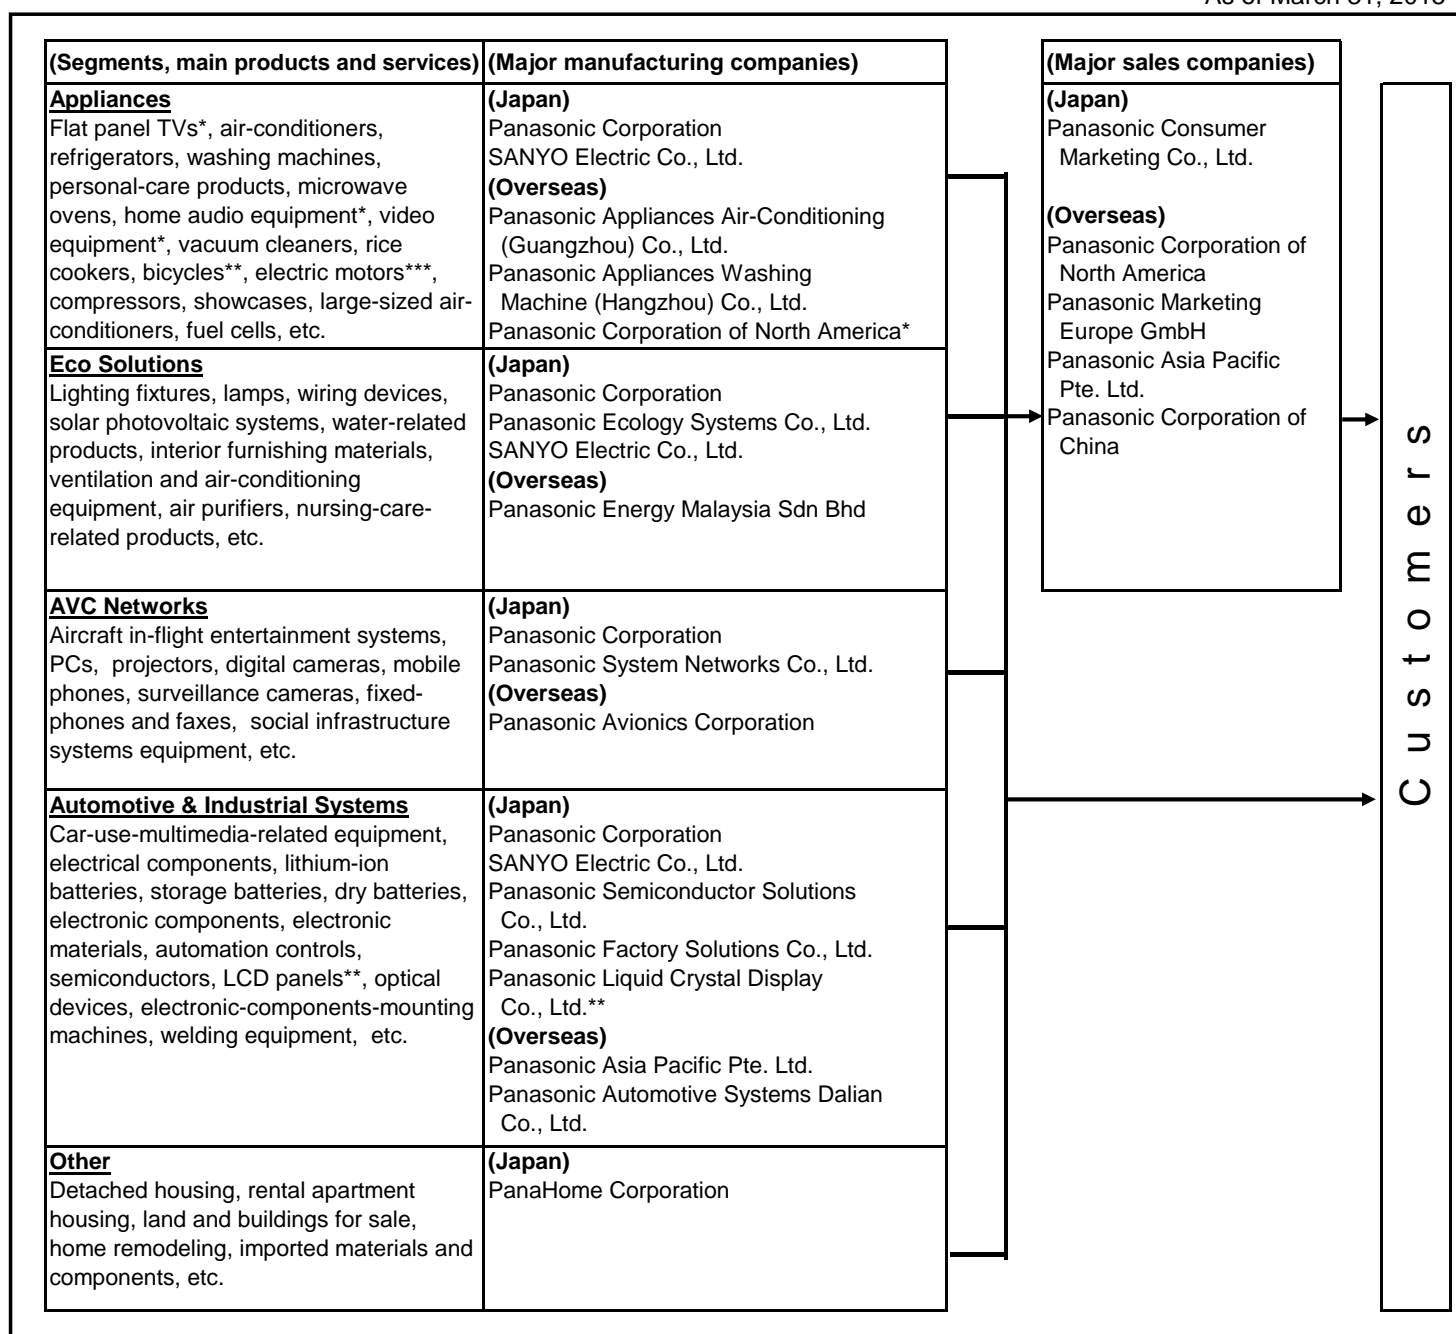 (Segments, main products and services)
Appliances
Flat panel TVs*, air-conditioners,
refrigerators, washing machines,
personal-care products, microwave
ovens, home audio equipment*, video
equipment*, vacuum cleaners, rice
cookers, bicycles**, electric motors***,
compressors, showcases, large-sized air-
conditioners, fuel cells, etc.
(Major manufacturing companies)
(Japan)
Panasonic Corporation
SANYO Electric Co., Ltd.
(Overseas)
Panasonic Appliances Air-Conditioning
(Guangzhou) Co., Ltd.
Panasonic Appliances Washing
Machine (Hangzhou) Co., Ltd.
Panasonic Corporation of North America*
Eco Solutions
Lighting fixtures, lamps, wiring devices,
solar photovoltaic systems, water-related
products, interior furnishing materials,
ventilation and air-conditioning
equipment, air purifiers, nursing-care-
related products, etc.
(Japan)
Panasonic Corporation
Panasonic Ecology Systems Co., Ltd.
SANYO Electric Co., Ltd.
(Overseas)
Panasonic Energy Malaysia Sdn Bhd
AVC Networks
Aircraft in-flight entertainment systems,
PCs,  projectors, digital cameras, mobile
phones, surveillance cameras, fixed-
phones and faxes,  social infrastructure
systems equipment, etc.
(Japan)
Panasonic Corporation
Panasonic System Networks Co., Ltd.
(Overseas)
Panasonic Avionics Corporation
Automotive & Industrial Systems
Car-use-multimedia-related equipment,
electrical components, lithium-ion
batteries, storage batteries, dry batteries,
electronic components, electronic
materials, automation controls,
semiconductors, LCD panels**, optical
devices, electronic-components-mounting
machines, welding equipment,  etc.
(Japan)
Panasonic Corporation
SANYO Electric Co., Ltd.
Panasonic Semiconductor Solutions
Co., Ltd.
Panasonic Factory Solutions Co., Ltd.
Panasonic Liquid Crystal Display
Co., Ltd.**
(Overseas)
Panasonic Asia Pacific Pte. Ltd.
Panasonic Automotive Systems Dalian
Co., Ltd.
Other
Detached housing, rental apartment
housing, land and buildings for sale,
home remodeling, imported materials and
components, etc.
(Japan)
PanaHome Corporation
(Major sales companies)
(Japan)
Panasonic Consumer
Marketing Co., Ltd.
(Overseas)
Panasonic Corporation of
North America
Panasonic Marketing
Europe GmbH
Panasonic Asia Pacific
Pte. Ltd.
Panasonic Corporation of
China
Customers